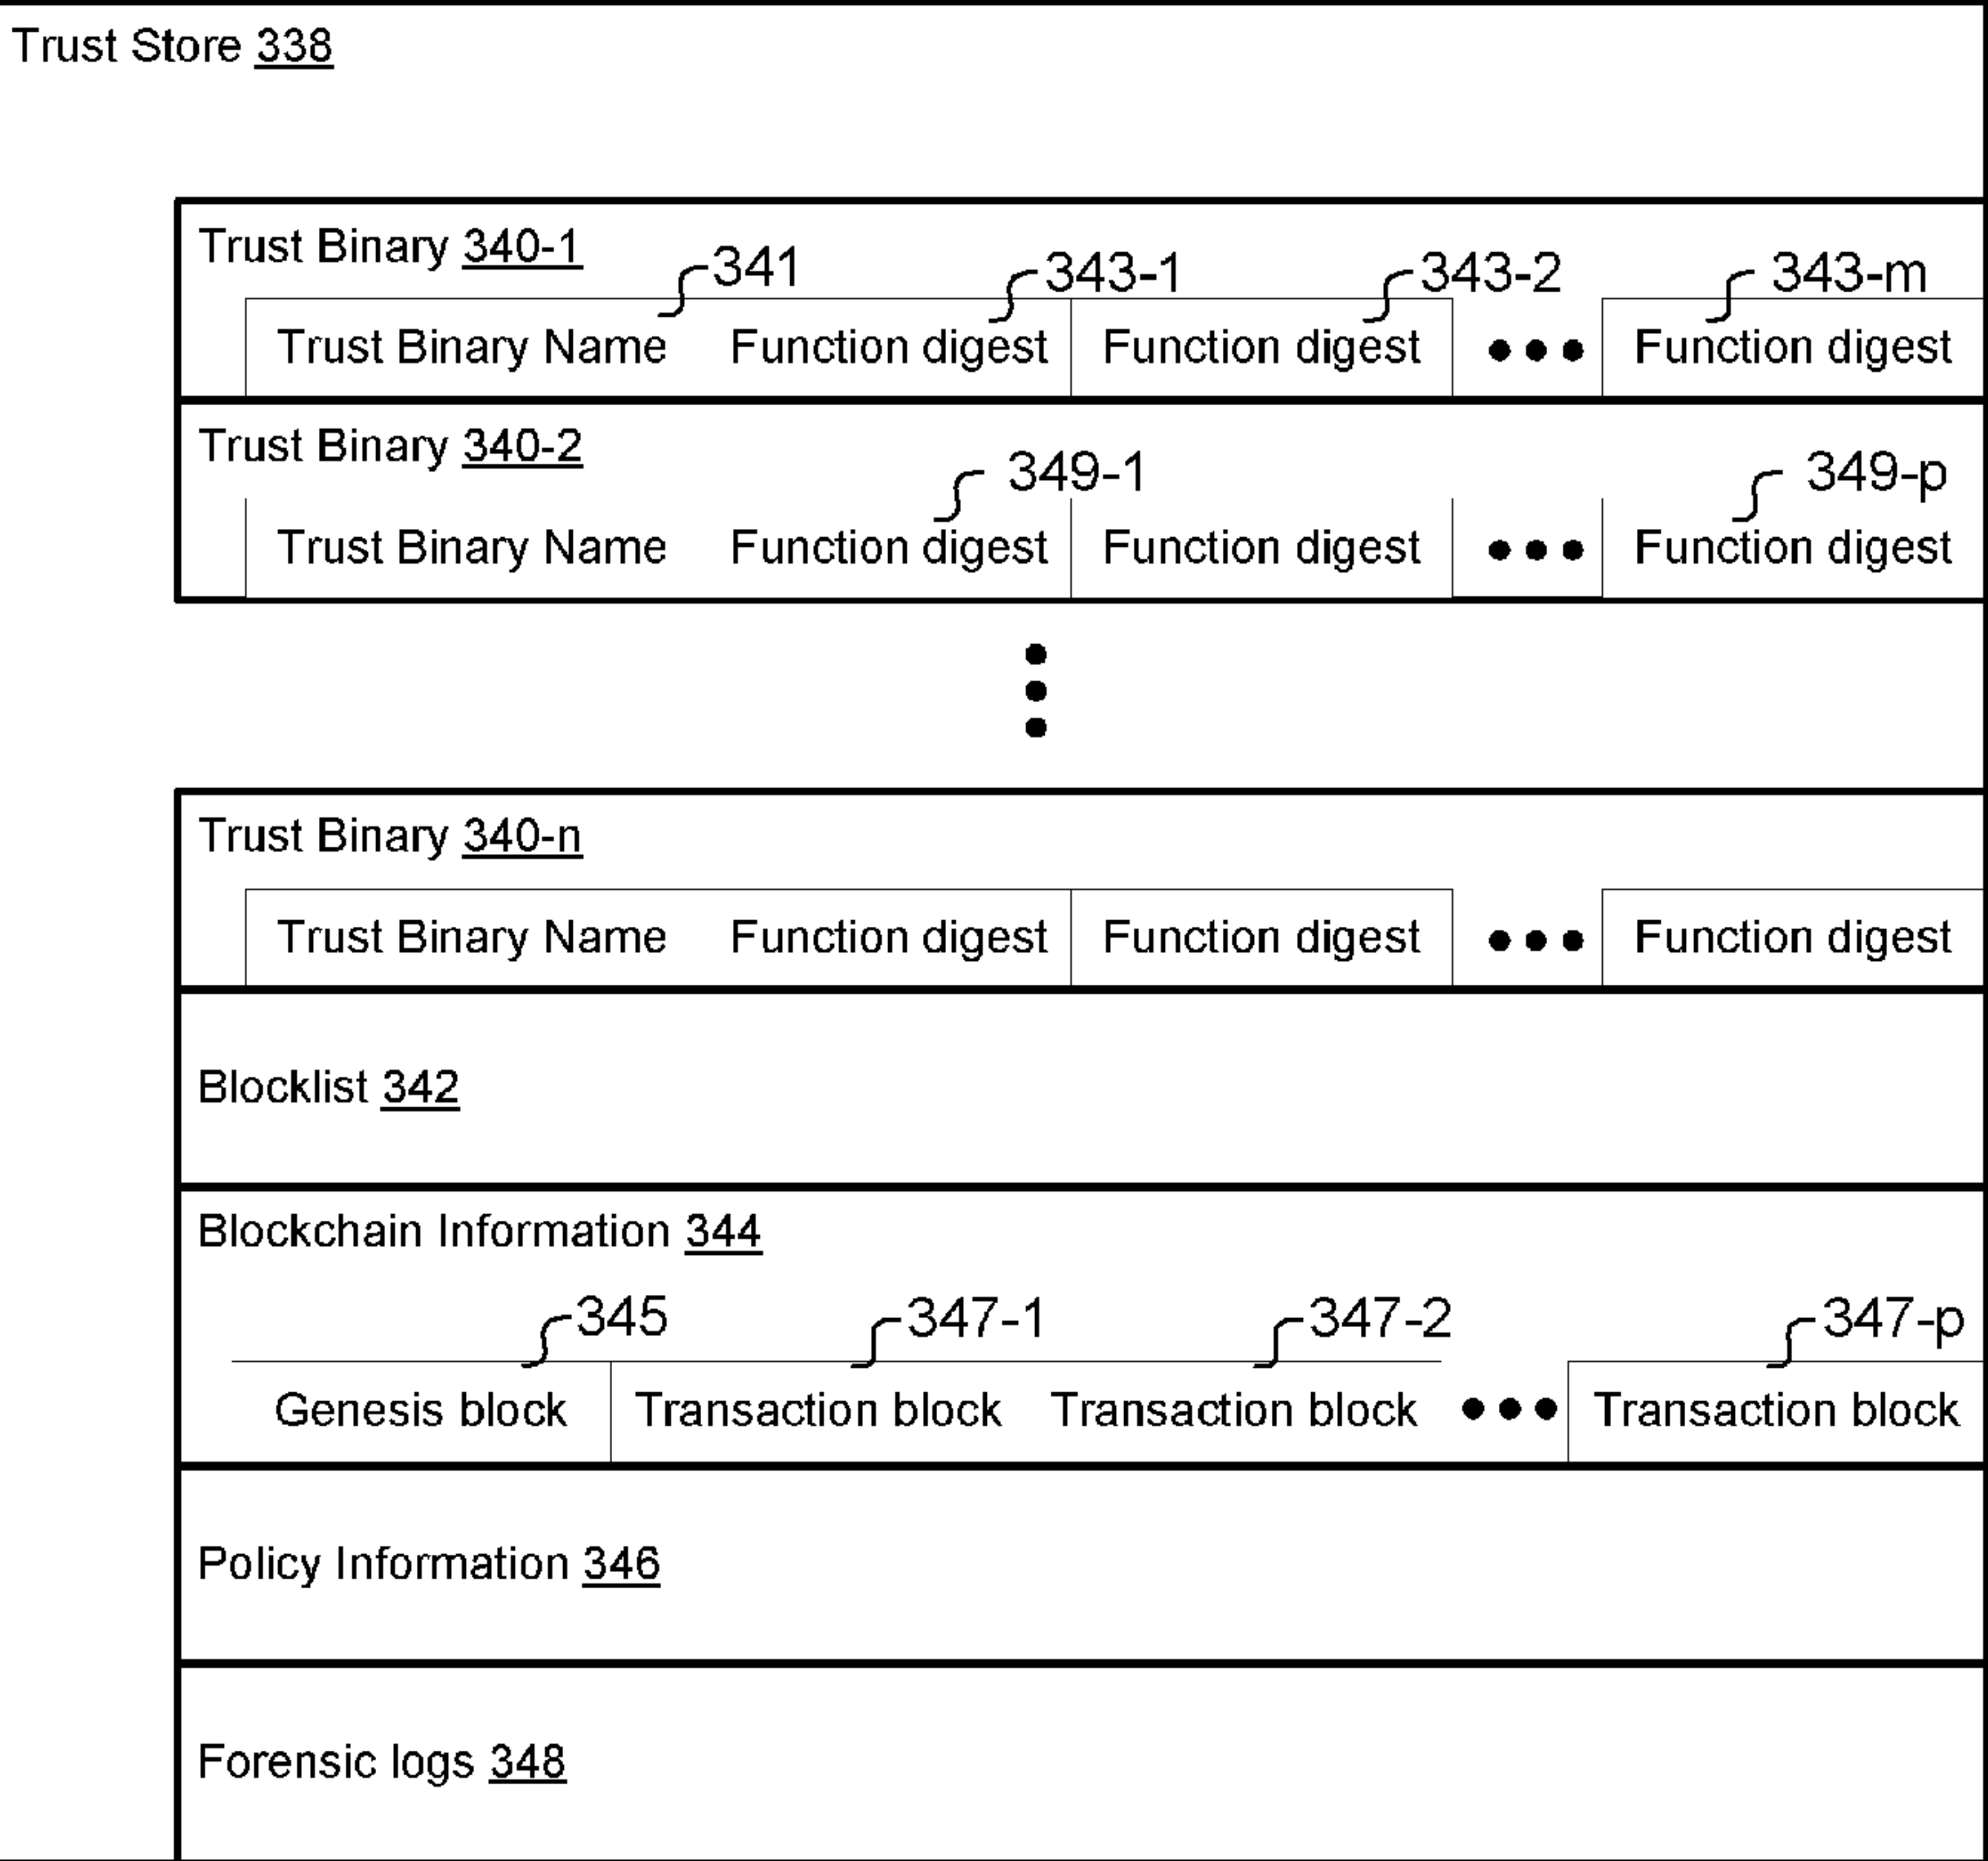 Trust Store 338
Trust Binary 340-1
341 343-1 343-2 343-m
Trust Binary Name Function digest Function digest ●●● Function digest
Trust Binary 340-2
349-1 349-p
Trust Binary Name Function digest Function digest ●●● Function digest
Trust Binary 340-n
Trust Binary Name Function digest Function digest ●●● Function digest
Blocklist 342
Blockchain Information 344
345 347-1 347-2 347-p
Genesis block Transaction block Transaction block ●●● Transaction block
Policy Information 346
Forensic logs 348